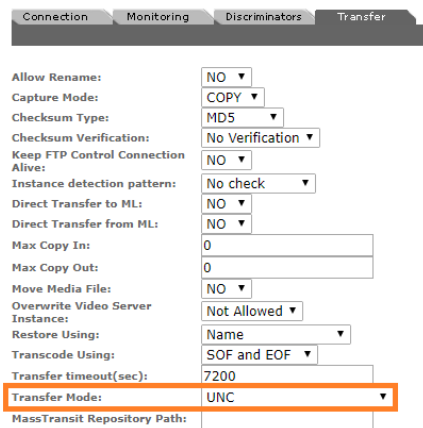 Connection Monitoring Discriminators Transfer
Allow Rename: NO
Capture Mode: COPY
Checksum Type: MD5
Checksum Verification: No Verification
Keep FTP Control Connection
Alive: NO
Instance detection pattern: No check
Direct Transfer to ML: NO
Direct Transfer from ML: NO
Max Copy In: 0
Max Copy Out: 0
Move Media File: NO
Overwrite Video Server
Instance: Not Allowed
Restore Using: Name
Transcode Using: SOF and EOF
Transfer timeout(sec): 7200
Transfer Mode: UNC
MassTransit Repository Path: